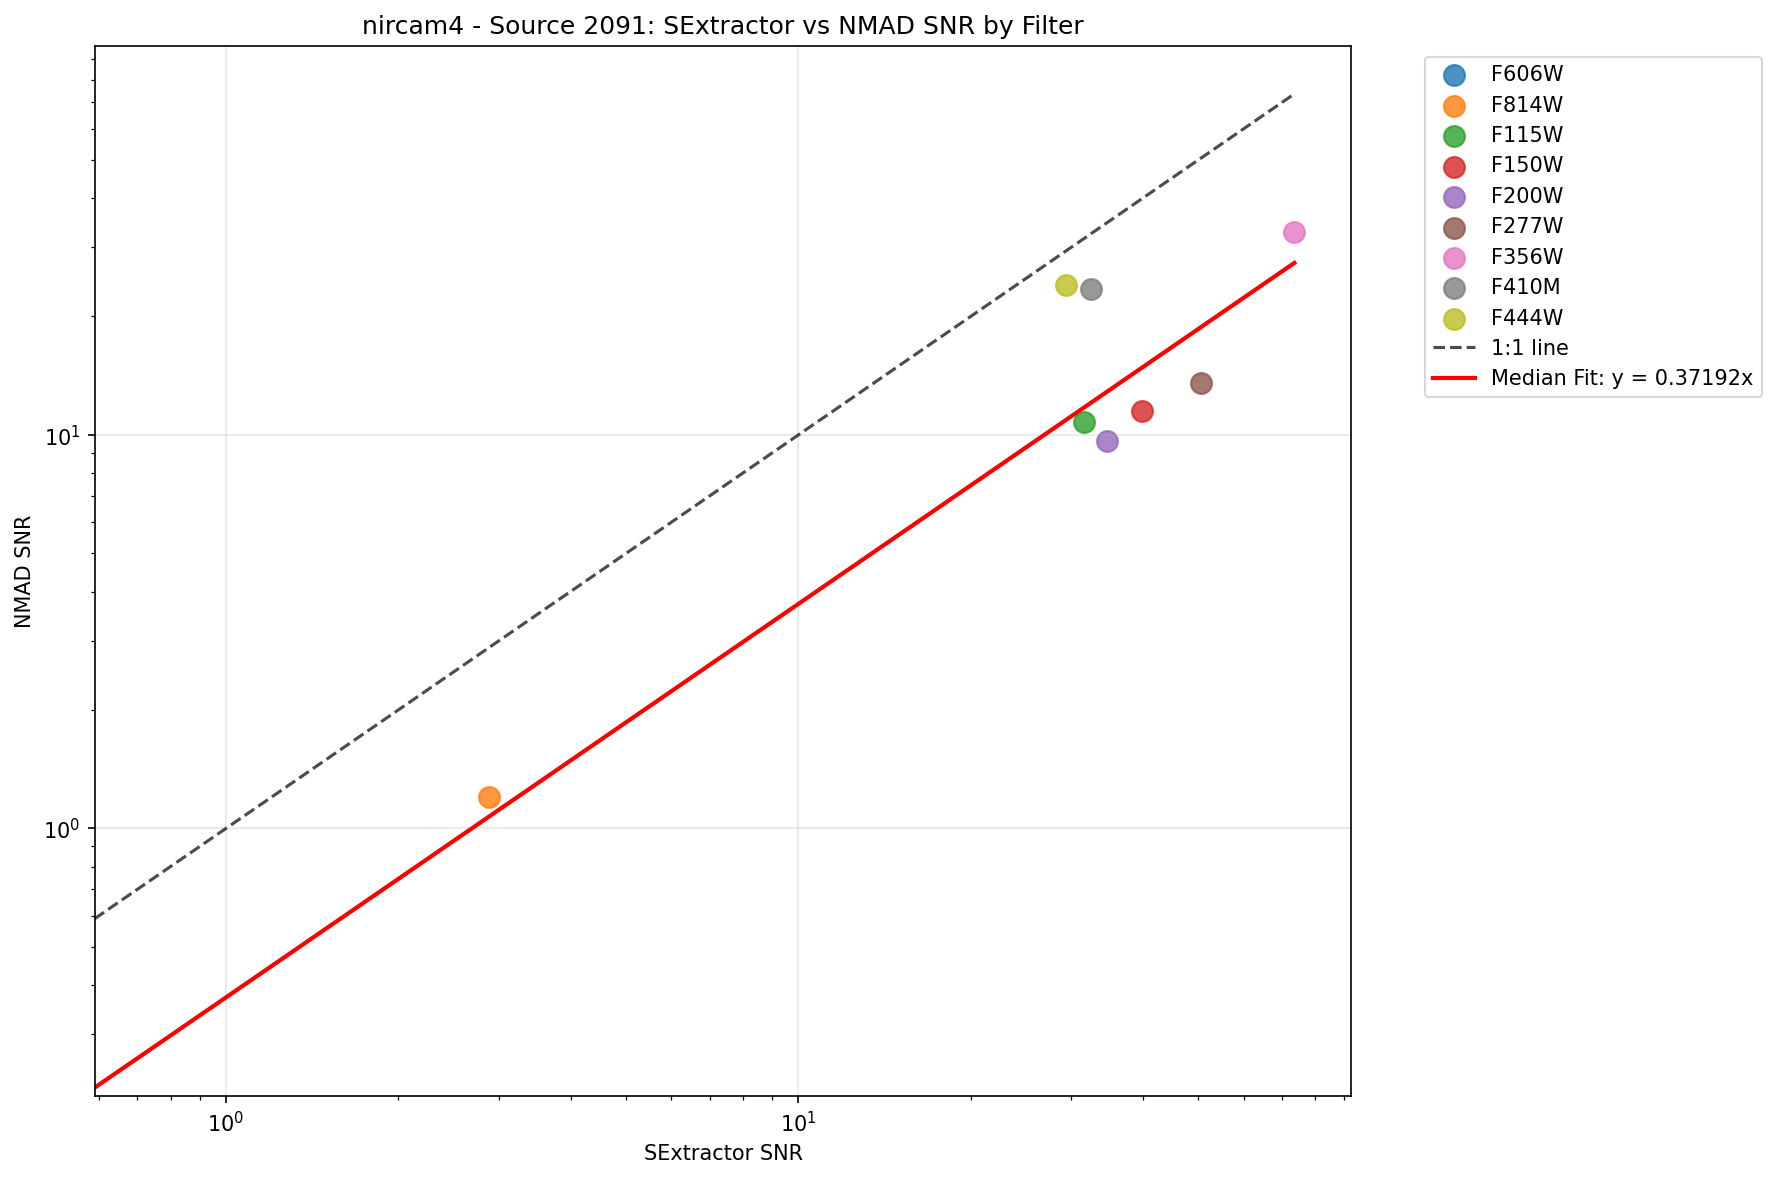 nircam4 - Source 2091: SExtractor vs NMAD SNR by Filter
F606W
F814W
F115W
F150W
F200W
F277W
F356W
F410M
F444W
1:1 line
Median Fit: y = 0.37192x
NMAD SNR
10¹
10⁰
10⁰
10¹
SExtractor SNR